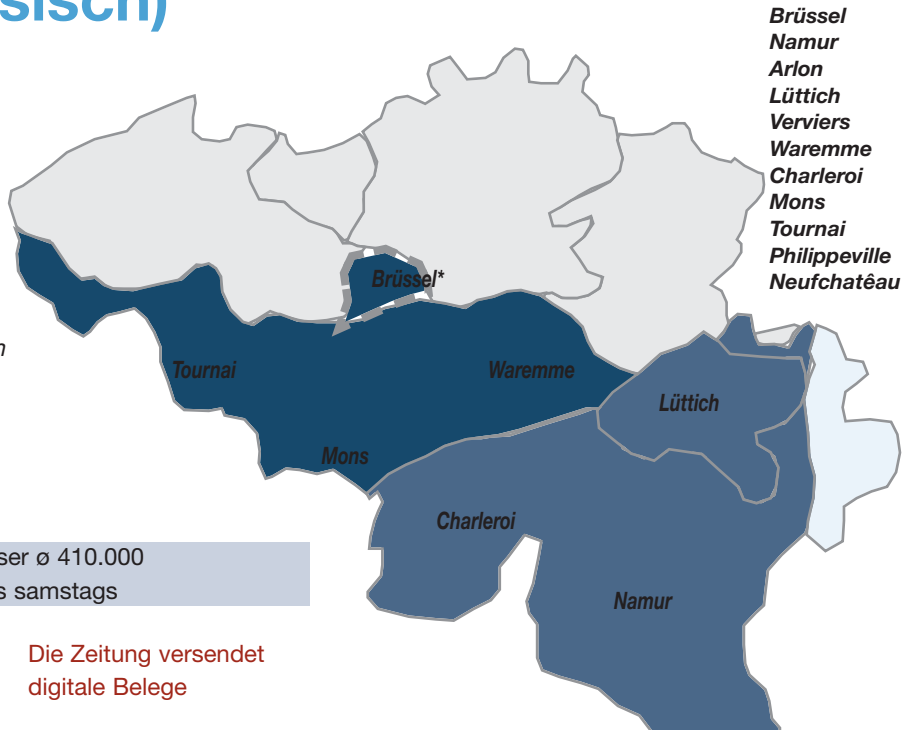 sisch)
Brüssel
Namur
Arlon
Lüttich
Verviers
Waremme
Charleroi
Mons
Tournai
Philippeville
Neufchatêau
Brüssel*
n
Tournai
Waremme
Lüttich
Mons
Charleroi
Namur
ser ø 410.000
s samstags
Die Zeitung versendet
digitale Belege